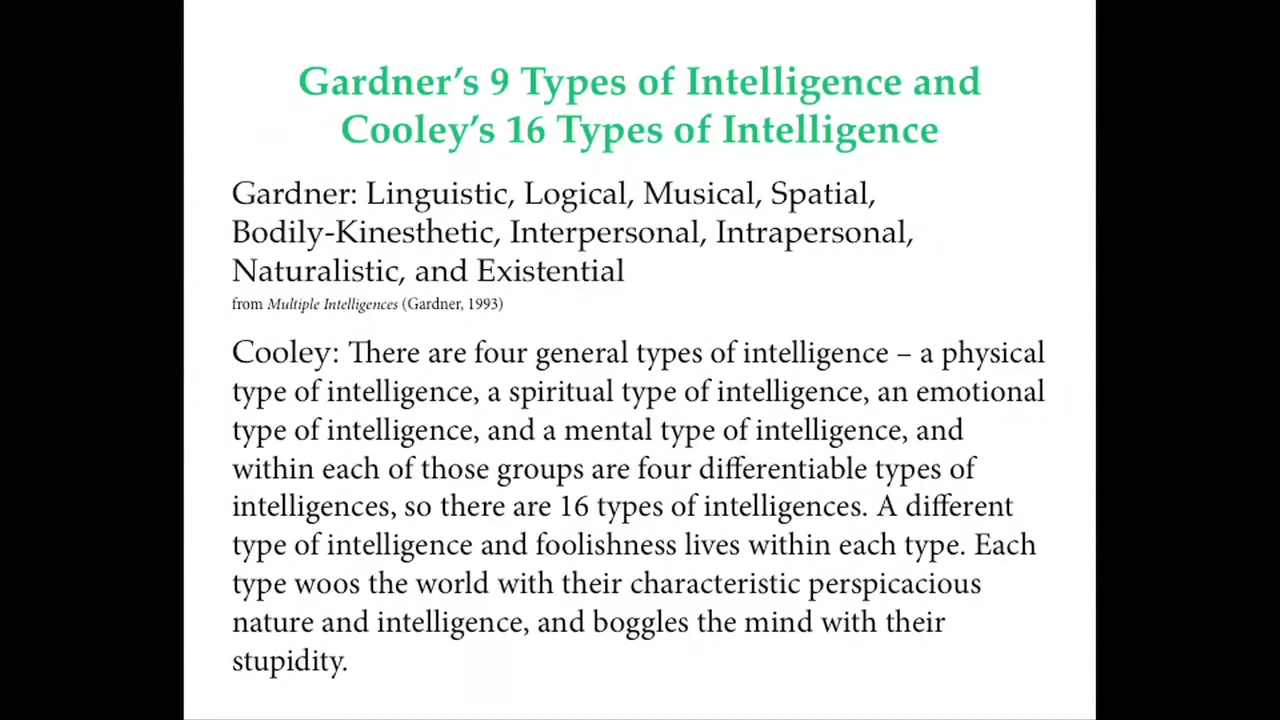 Gardner’s 9 Types of Intelligence and
Cooley’s 16 Types of Intelligence
Gardner: Linguistic, Logical, Musical, Spatial,
Bodily-Kinesthetic, Interpersonal, Intrapersonal,
Naturalistic, and Existential
from Multiple Intelligences (Gardner, 1993)
Cooley: There are four general types of intelligence – a physical
type of intelligence, a spiritual type of intelligence, an emotional
type of intelligence, and a mental type of intelligence, and
within each of those groups are four differentiable types of
intelligences, so there are 16 types of intelligences. A different
type of intelligence and foolishness lives within each type. Each
type woos the world with their characteristic perspicacious
nature and intelligence, and boggles the mind with their
stupidity.